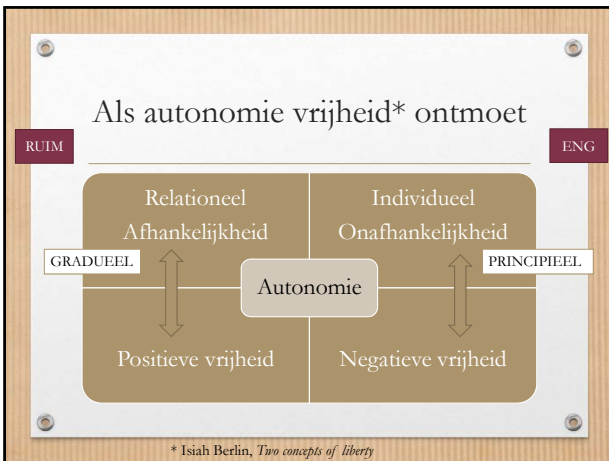 Als autonomie vrijheid* ontmoet
RUIM
ENG
Relationeel
Afhankelijkheid
Individueel
Onafhankelijkheid
GRADUEEL
PRINCIPIEEL
Autonomie
Positieve vrijheid
Negatieve vrijheid
* Isiah Berlin, Two concepts of liberty